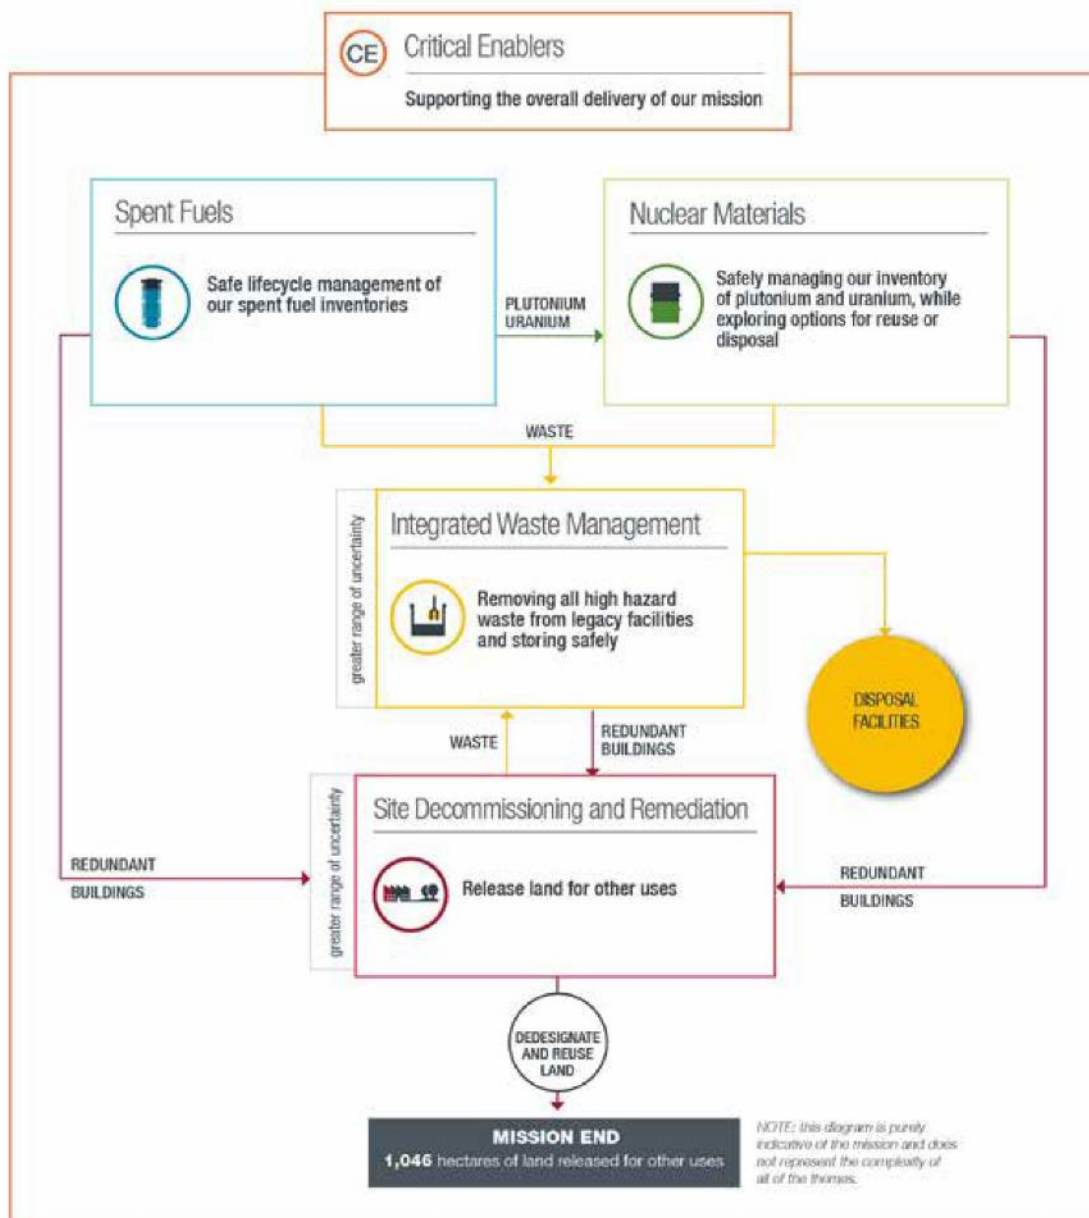 CE
Critical Enablers
Supporting the overall delivery of our mission
Spent Fuels
Safe lifecycle management of
our spent fuel inventories
PLUTONIUM
URANIUM
Nuclear Materials
Safely managing our inventory
of plutonium and uranium, while
exploring options for reuse or
disposal
WASTE
greater range of uncertainty
Integrated Waste Management
Removing all high hazard
waste from legacy facilities
and storing safely
DISPOSAL
FACILITIES
WASTE
REDUNDANT
BUILDINGS
greater range of uncertainty
Site Decommissioning and Remediation
Release land for other uses
REDUNDANT
BUILDINGS
REDUNDANT
BUILDINGS
DEDESIGNATE
AND REUSE
LAND
MISSION END
1,046 hectares of land released for other uses
NOTE: this diagram is purely
indicative of the mission and does
not represent the complexity of
all of the themes.